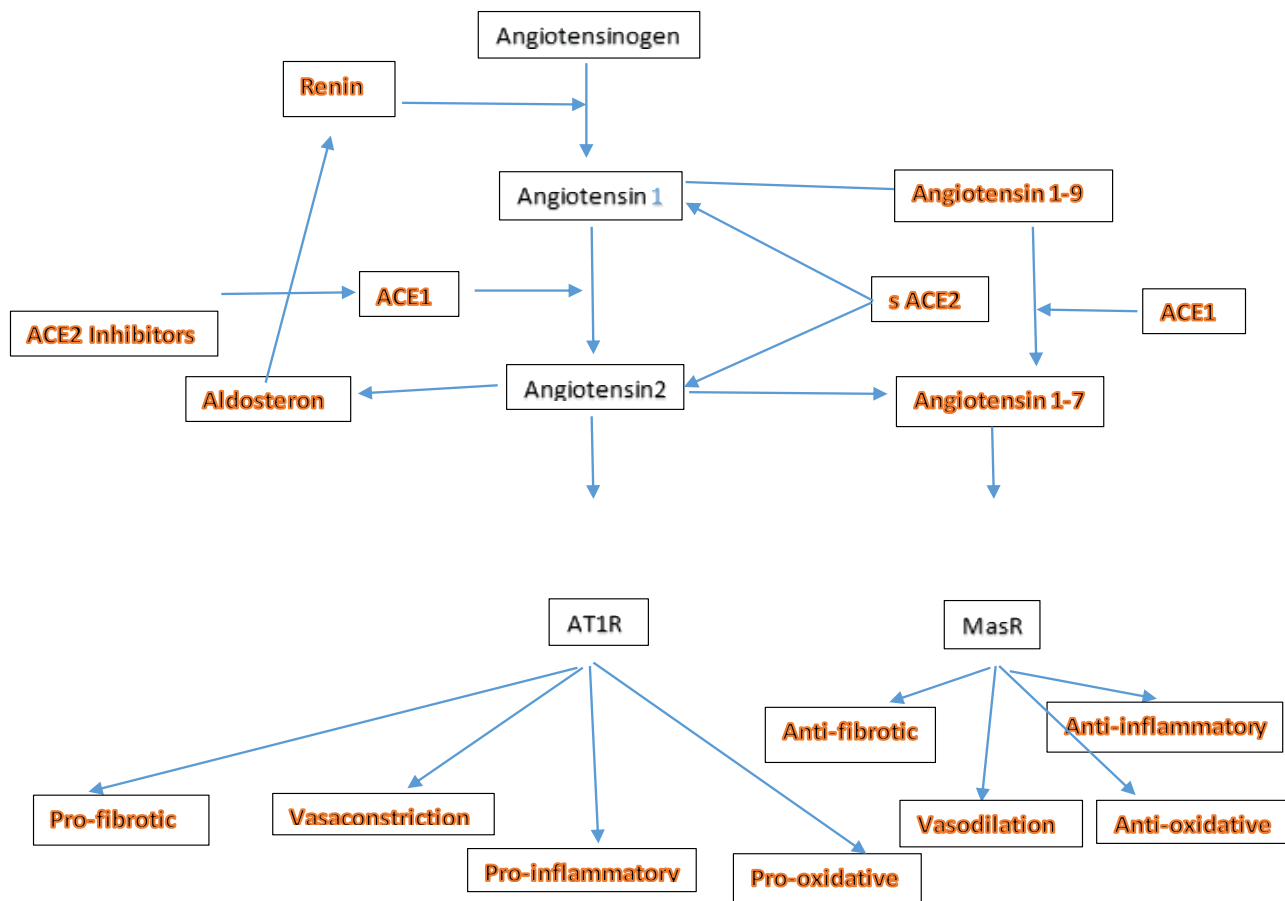 Angiotensinogen
Renin
Angiotensin 1
Angiotensin 1-9
ACE1
s ACE2
ACE1
ACE2 Inhibitors
Aldosteron
Angiotensin2
Angiotensin 1-7
AT1R
MasR
Anti-fibrotic
Anti-inflammatory
Pro-fibrotic
Vasaconstriction
Vasodilation
Anti-oxidative
Pro-inflammatory
Pro-oxidative